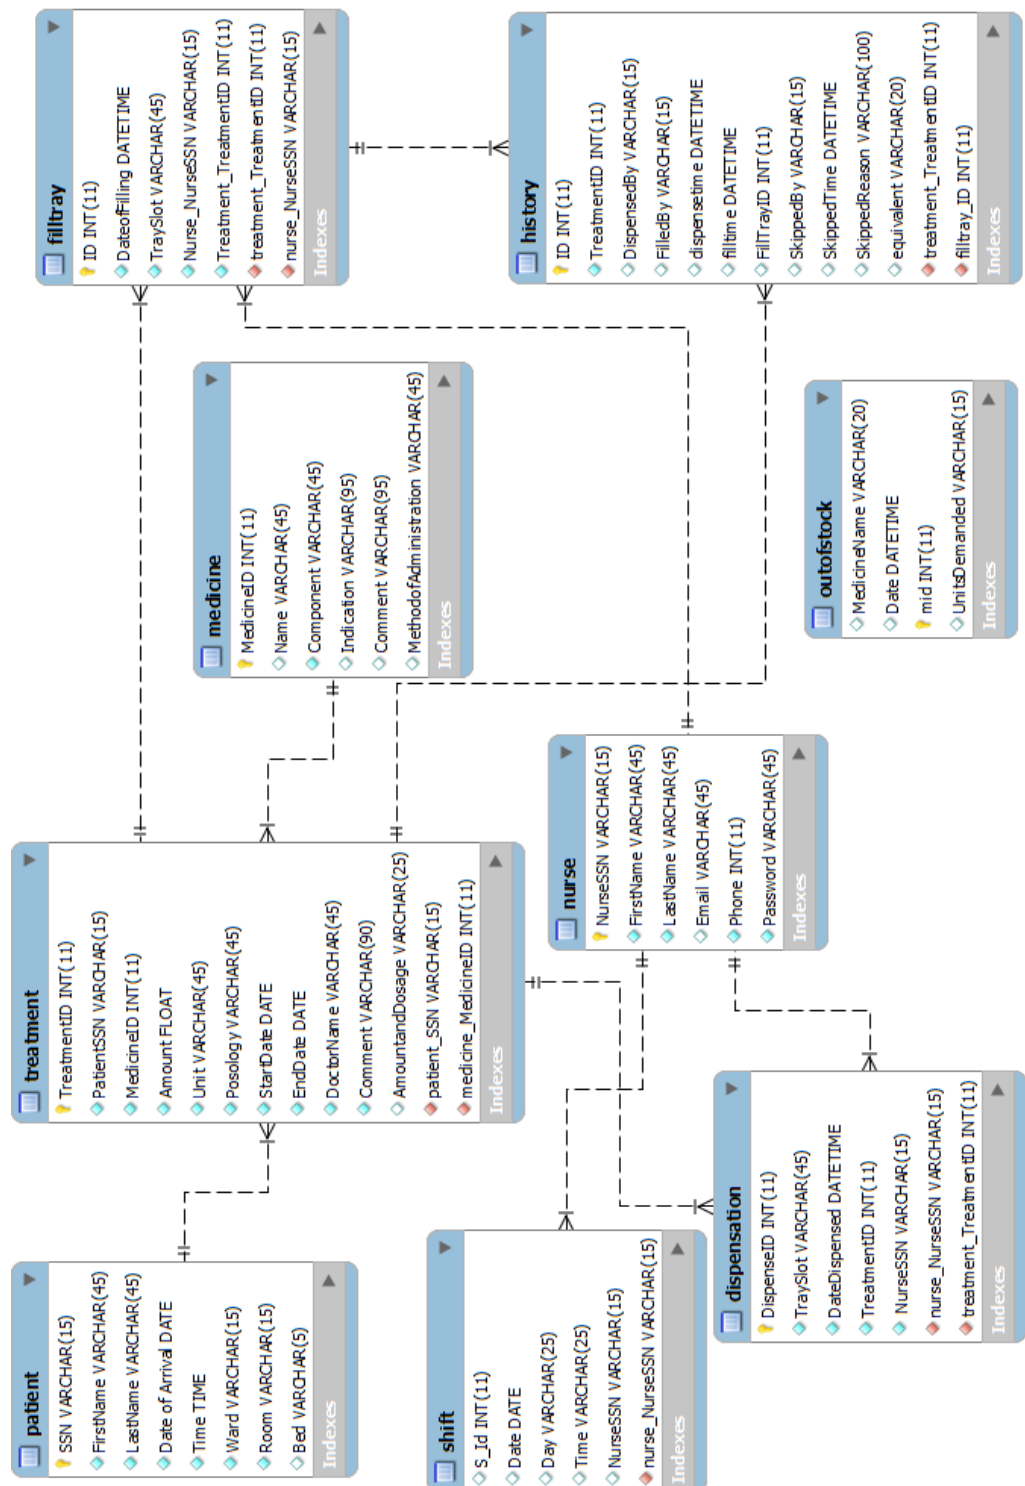 patient
SSN VARCHAR(15)
FirstName VARCHAR(45)
LastName VARCHAR(45)
Date of Arrival DATE
Time TIME
Ward VARCHAR(15)
Room VARCHAR(15)
Bed VARCHAR(5)
Indexes
treatment
TreatmentID INT(11)
PatientSSN VARCHAR(15)
MedicineID INT(11)
Amount FLOAT
Unit VARCHAR(45)
Posology VARCHAR(45)
StartDate DATE
EndDate DATE
DoctorName VARCHAR(45)
Comment VARCHAR(90)
AmountandDosage VARCHAR(25)
patient_SSN VARCHAR(15)
medicine_MedicineID INT(11)
Indexes
filltray
ID INT(11)
DateofFilling DATETIME
TraySlot VARCHAR(45)
Nurse_NurseSSN VARCHAR(15)
Treatment_TreatmentID INT(11)
treatment_TreatmentID INT(11)
nurse_NurseSSN VARCHAR(15)
Indexes
medicine
MedicineID INT(11)
Name VARCHAR(45)
Component VARCHAR(45)
Indication VARCHAR(95)
Comment VARCHAR(95)
MethodofAdministration VARCHAR(45)
Indexes
shift
S_Id INT(11)
Date DATE
Day VARCHAR(25)
Time VARCHAR(25)
NurseSSN VARCHAR(15)
nurse_NurseSSN VARCHAR(15)
Indexes
nurse
NurseSSN VARCHAR(15)
FirstName VARCHAR(45)
LastName VARCHAR(45)
Email VARCHAR(45)
Phone INT(11)
Password VARCHAR(45)
Indexes
history
ID INT(11)
TreatmentID INT(11)
DispensedBy VARCHAR(15)
FilledBy VARCHAR(15)
dispensetime DATETIME
filltime DATETIME
FillTrayID INT(11)
SkippedBy VARCHAR(15)
SkippedTime DATETIME
SkippedReason VARCHAR(100)
equivalent VARCHAR(20)
treatment_TreatmentID INT(11)
filltray_ID INT(11)
Indexes
dispensation
DispenseID INT(11)
TraySlot VARCHAR(45)
DateDispensed DATETIME
TreatmentID INT(11)
NurseSSN VARCHAR(15)
nurse_NurseSSN VARCHAR(15)
treatment_TreatmentID INT(11)
Indexes
outofstock
MedicineName VARCHAR(20)
Date DATETIME
mid INT(11)
UnitsDemanded VARCHAR(15)
Indexes